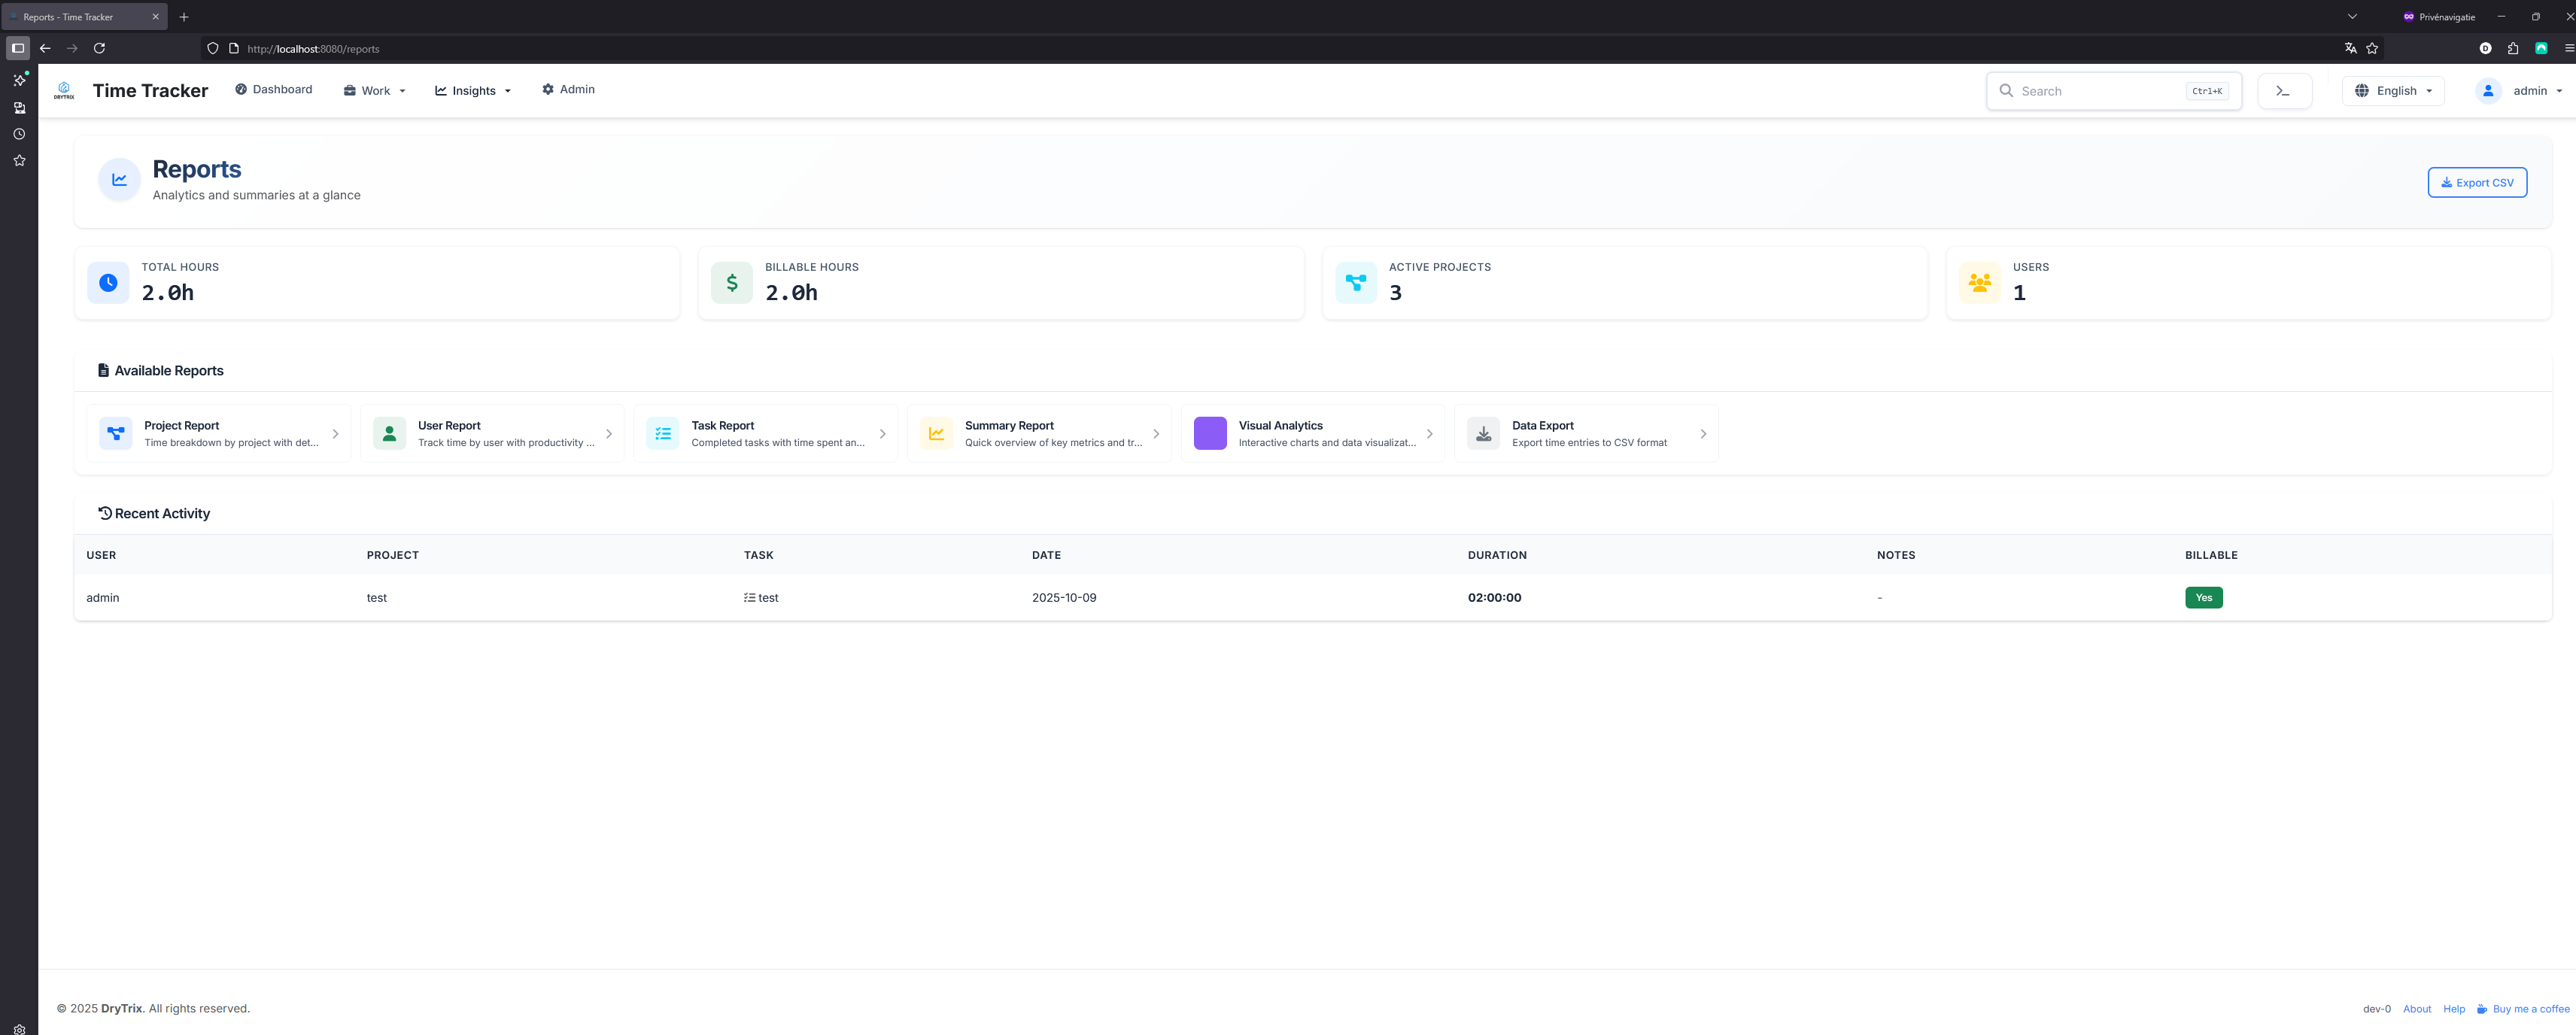 Reports - Time Tracker
Privénavigatie
http://localhost:8080/reports
DRYTRIX
Time Tracker
Dashboard
Work
Insights
Admin
Search
Ctrl+K
English
admin
Reports
Analytics and summaries at a glance
Export CSV
TOTAL HOURS
2.0h
BILLABLE HOURS
2.0h
ACTIVE PROJECTS
3
USERS
1
Available Reports
Project Report
Time breakdown by project with det...
User Report
Track time by user with productivity ...
Task Report
Completed tasks with time spent an...
Summary Report
Quick overview of key metrics and tr...
Visual Analytics
Interactive charts and data visualizat...
Data Export
Export time entries to CSV format
Recent Activity
USER PROJECT TASK DATE DURATION NOTES BILLABLE
admin test test 2025-10-09 02:00:00 - Yes
© 2025 DryTrix. All rights reserved.
dev-0 About Help Buy me a coffee